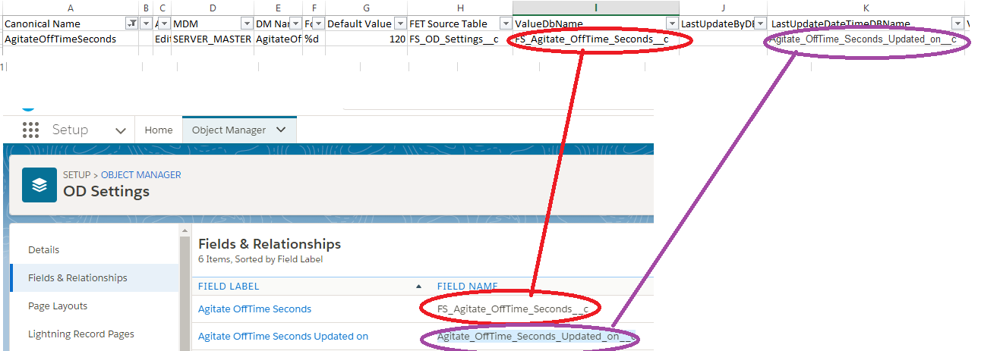 A B C D E F G H I J K
Canonical Name MDM DM Nar Fo Default Value FET Source Table ValueDbName LastUpdateByDB LastUpdateDateTimeDBName
AgitateOffTimeSeconds Edit SERVER_MASTER AgitateOf %d 120 FS_OD_Settings__c FS_Agitate_OffTime_Seconds__c Agitate_OffTime_Seconds_Updated_on__c
1
Setup Home Object Manager
SETUP > OBJECT MANAGER
OD Settings
Details
Fields & Relationships
Page Layouts
Lightning Record Pages
Fields & Relationships
6 Items, Sorted by Field Label
FIELD LABEL FIELD NAME
Agitate OffTime Seconds FS_Agitate_OffTime_Seconds__c
Agitate OffTime Seconds Updated on Agitate_OffTime_Seconds_Updated_on__c